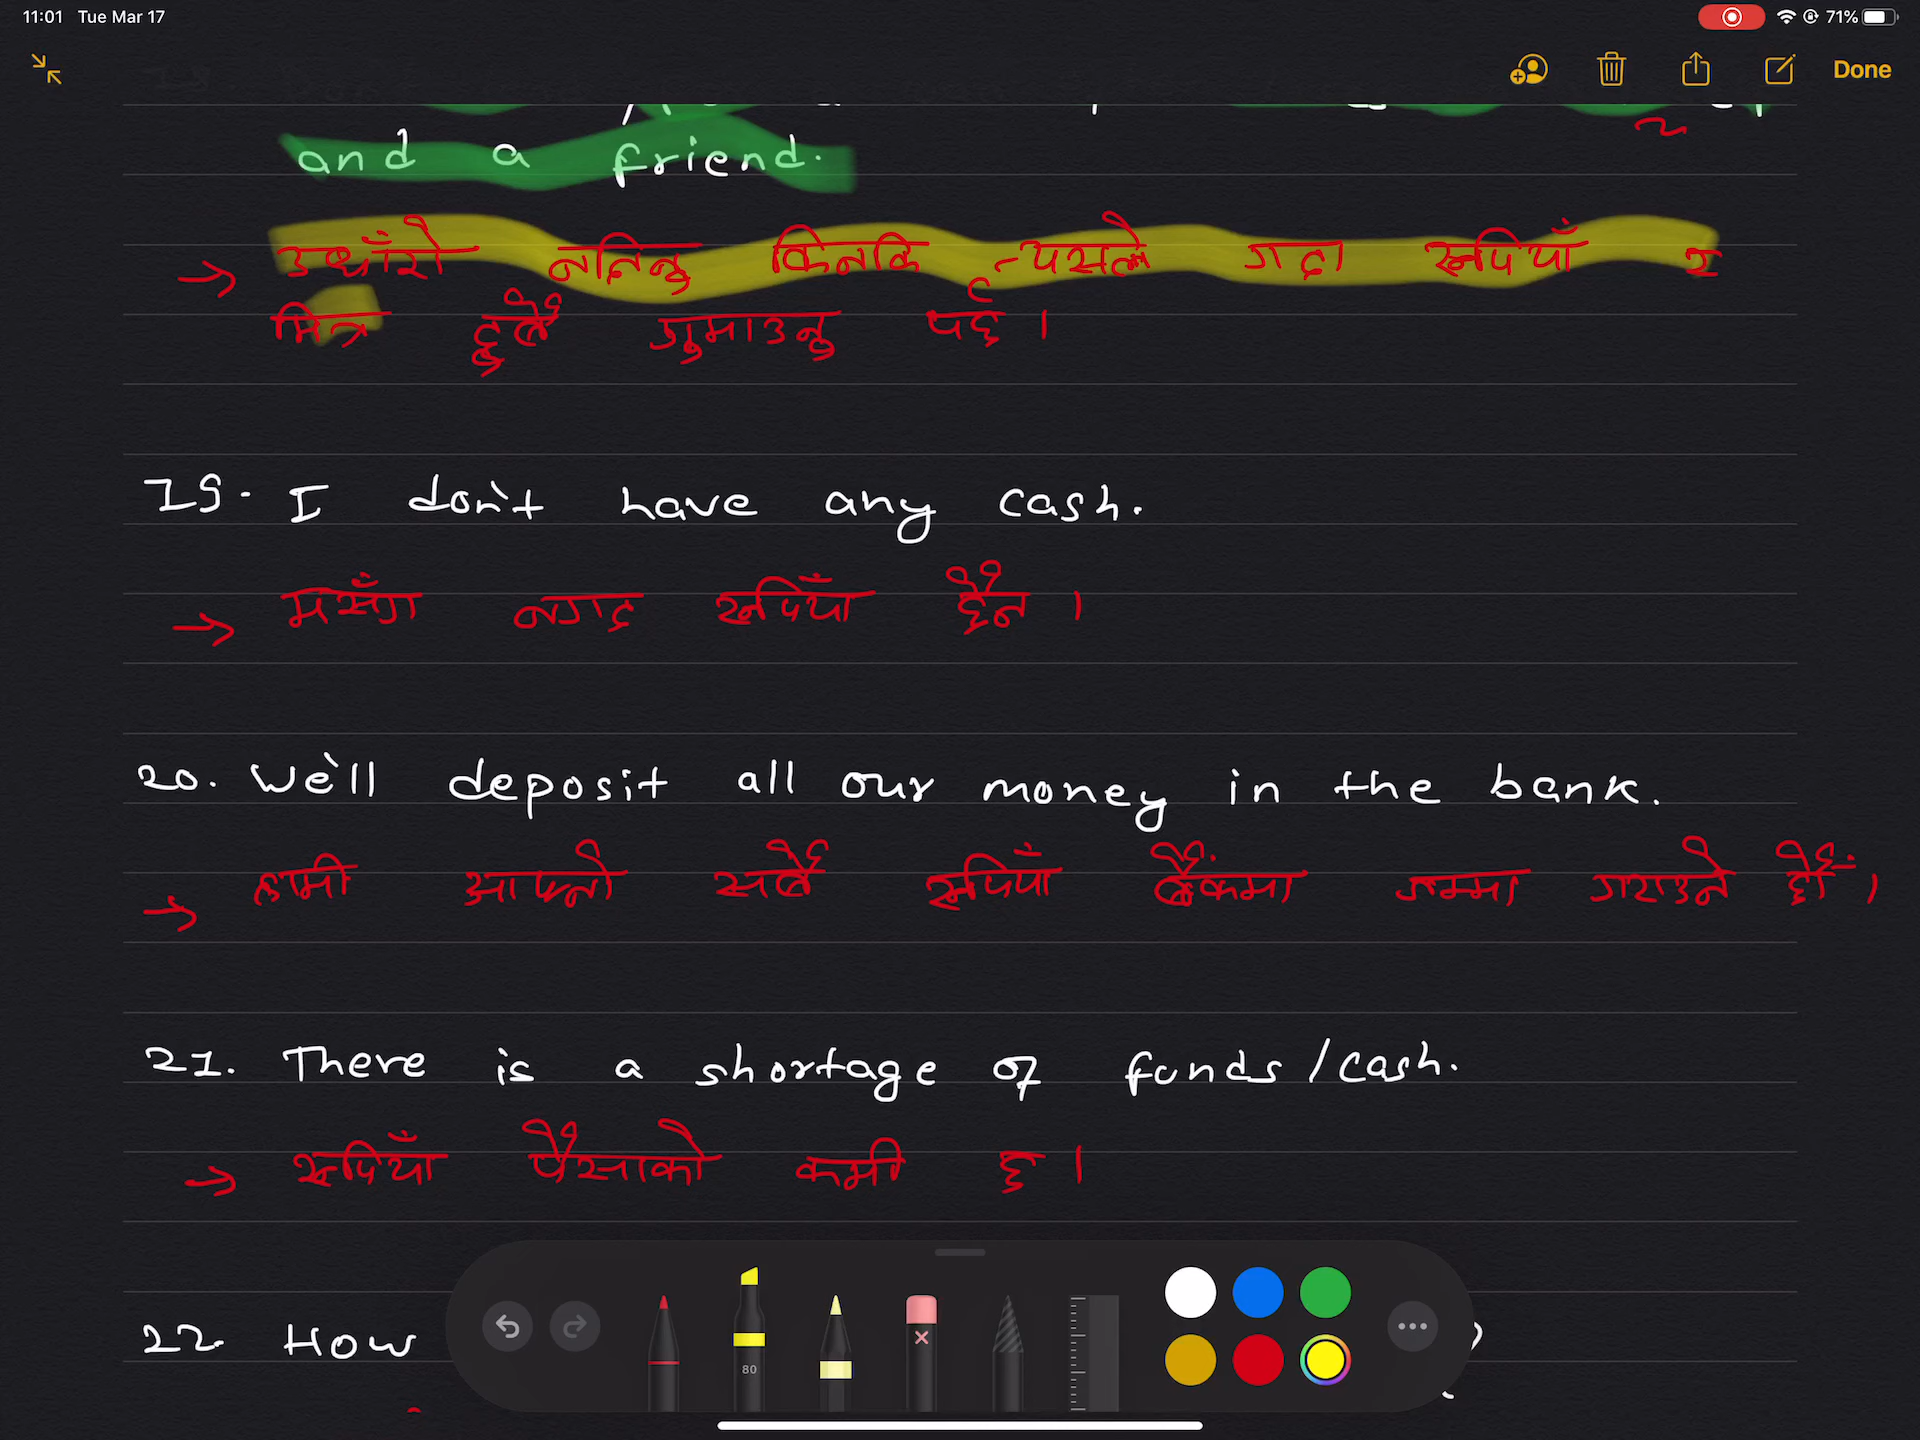 11:01 Tue Mar 17
71%
Done
and a friend.
→ उधाँरो नलिनु किनकि त्यसले गर्दा रूपियाँ र
मित्र दुबै गुमाउनु पर्छ ।
19. I don't have any cash.
→ मसँग नगद रूपियाँ छैन ।
20. We'll deposit all our money in the bank.
→ हामी आफ्नो सबै रूपियाँ बैंकमा जम्मा गराउने छौं ।
21. There is a shortage of funds/cash.
→ रूपियाँ पैसाको कमी छ ।
22. How
80